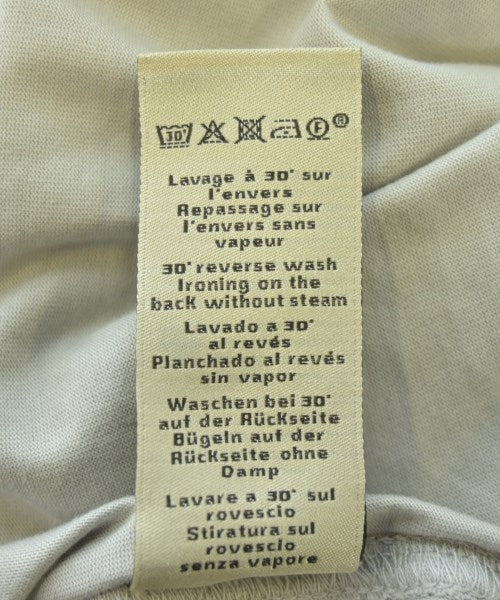 30°
F ®
Lavage à 30° sur
l'envers
Repassage sur
l'envers sans
vapeur
30° reverse wash
Ironing on the
back without steam
Lavado a 30°
al revés
Planchado al revés
sin vapor
Waschen bei 30°
auf der Rückseite
Bügeln auf der
Rückseite ohne
Damp
Lavare a 30° sul
rovescio
Stiratura sul
rovescio
senza vapore